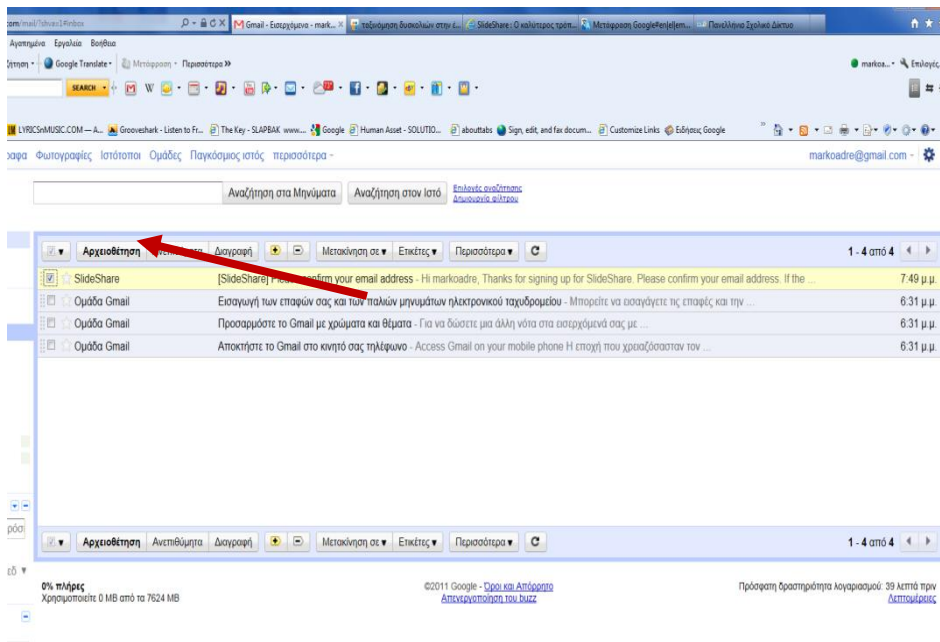 com/mail/?shva=1#inbox Gmail - Εισερχόμενα - mark... ταξινόμηση δυσκολιών στην έ... SlideShare : Ο καλύτερος τρόπ... Πανελλήνιο Σχολικό Δίκτυο
Αγαπημένα Εργαλεία Βοήθεια
Google Translate Μετάφραση Περισσότερα »
markoa... Επιλογές
SEARCH
LYRICSnMUSIC.COM — A... Grooveshark - Listen to Fr... The Key - SLAPBAK www.... Google Human Asset - SOLUTIO... abouttabs Sign, edit, and fax docum... Customize Links Ειδήσεις Google
Φωτογραφίες Ιστότοποι Ομάδες Παγκόσμιος ιστός περισσότερα
markoadre@gmail.com
Αναζήτηση στα Μηνύματα Αναζήτηση στον Ιστό Επιλογές αναζήτησης
Δημιουργία φίλτρου
Αρχειοθέτηση Ανεπιθύμητα Διαγραφή Μετακίνηση σε Ετικέτες Περισσότερα 1 - 4 από 4
SlideShare [SlideShare] Please confirm your email address - Hi markoadre, Thanks for signing up for SlideShare. Please confirm your email address. If the 7:49 μ.μ.
Ομάδα Gmail Εισαγωγή των επαφών σας και των παλιών μηνυμάτων ηλεκτρονικού ταχυδρομείου - Μπορείτε να εισαγάγετε τις επαφές και την ... 6:31 μ.μ.
Ομάδα Gmail Προσαρμόστε το Gmail με χρώματα και θέματα - Για να δώσετε μια άλλη νότα στα εισερχόμενά σας με ... 6:31 μ.μ.
Ομάδα Gmail Αποκτήστε το Gmail στο κινητό σας τηλέφωνο - Access Gmail on your mobile phone Η εποχή που χρειαζόσασταν τον ... 6:31 μ.μ.
Αρχειοθέτηση Ανεπιθύμητα Διαγραφή Μετακίνηση σε Ετικέτες Περισσότερα 1 - 4 από 4
0% πλήρες ©2011 Google - Όροι και Απόρρητο Πρόσφατη δραστηριότητα λογαριασμού: 39 λεπτά πριν
Χρησιμοποιείτε 0 MB από τα 7624 MB Απενεργοποίηση του buzz Λεπτομέρειες